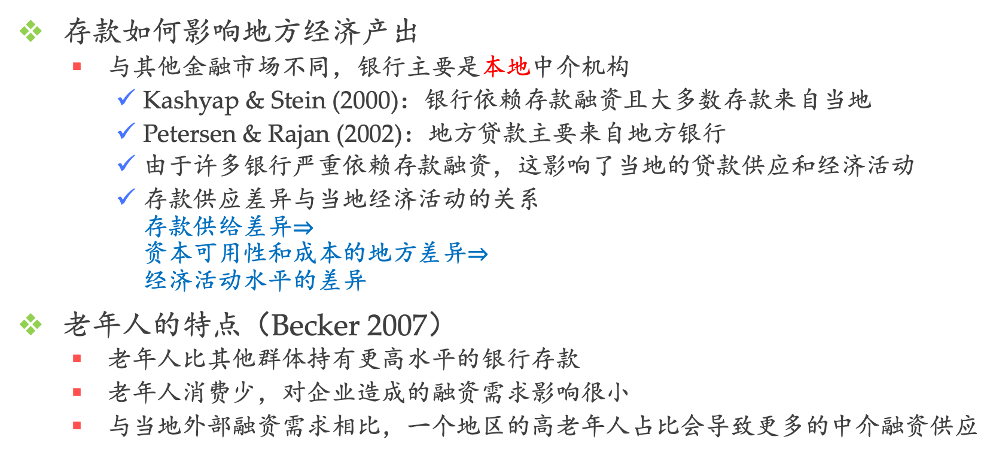 存款如何影响地方经济产出
与其他金融市场不同，银行主要是本地中介机构
Kashyap & Stein (2000)：银行依赖存款融资且大多数存款来自当地
Petersen & Rajan (2002)：地方贷款主要来自地方银行
由于许多银行严重依赖存款融资，这影响了当地的贷款供应和经济活动
存款供应差异与当地经济活动的关系
存款供给差异⇒
资本可用性和成本的地方差异⇒
经济活动水平的差异
老年人的特点（Becker 2007）
老年人比其他群体持有更高水平的银行存款
老年人消费少，对企业造成的融资需求影响很小
与当地外部融资需求相比，一个地区的高老年人占比会导致更多的中介融资供应